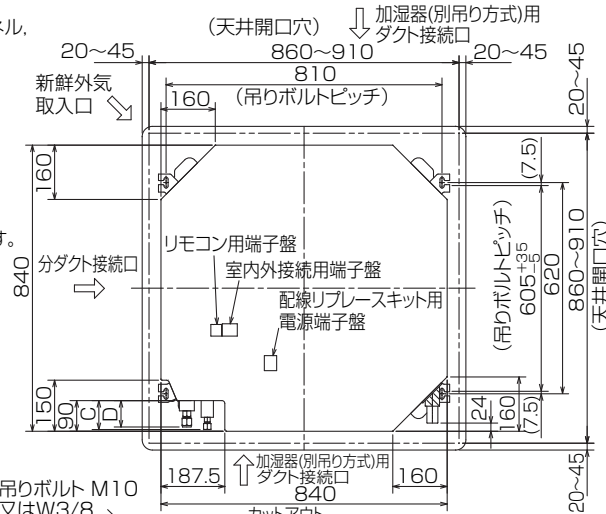 ネル,
(天井開口穴)
加湿器(別吊り方式)用
ダクト接続口
20～45
860～910
20～45
810
(吊りボルトピッチ)
新鮮外気
取入口
160
20～45
(7.5)
160
840
す。
分ダクト接続口
リモコン用端子盤
室内外接続用端子盤
配線リプレースキット用
電源端子盤
(吊りボルトピッチ)
605+35 -5
620
860～910
(天井開口穴)
150
90
C
D
24
160
(7.5)
187.5
加湿器(別吊り方式)用
ダクト接続口
160
840
20～45
吊りボルト M10
又はW3/8